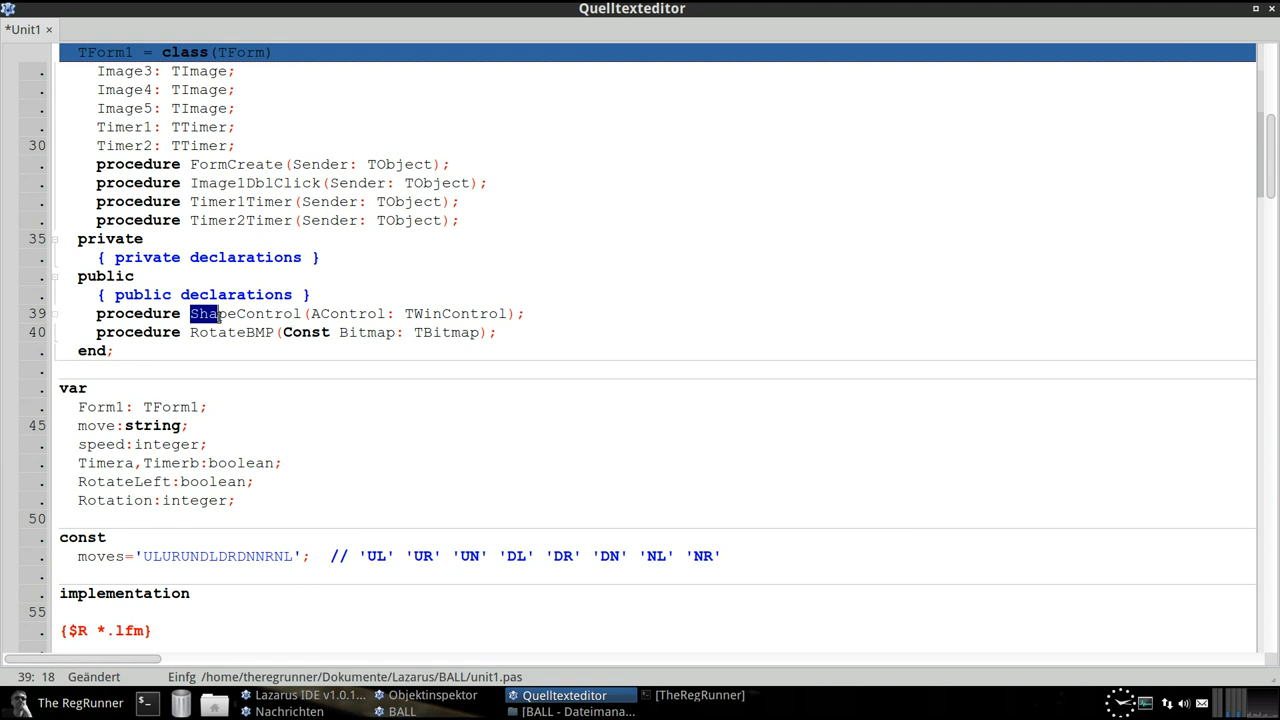 Quelltexteditor
*Unit1 ×
TForm1 = class(TForm)
. Image3: TImage;
. Image4: TImage;
. Image5: TImage;
. Timer1: TTimer;
30 Timer2: TTimer;
. procedure FormCreate(Sender: TObject);
. procedure Image1DblClick(Sender: TObject);
. procedure Timer1Timer(Sender: TObject);
. procedure Timer2Timer(Sender: TObject);
35 private
. { private declarations }
. public
. { public declarations }
39 procedure ShapeControl(AControl: TWinControl);
40 procedure RotateBMP(Const Bitmap: TBitmap);
. end;
.
. var
. Form1: TForm1;
45 move:string;
. speed:integer;
. Timera,Timerb:boolean;
. RotateLeft:boolean;
. Rotation:integer;
50
. const
. moves='ULURUNDLDRDNNRNL'; // 'UL' 'UR' 'UN' 'DL' 'DR' 'DN' 'NL' 'NR'
.
. implementation
55
. {$R *.lfm}
.
39: 18 Geändert Einfg /home/theregrunner/Dokumente/Lazarus/BALL/unit1.pas
The RegRunner
Lazarus IDE v1.0.1... Objektinspektor Quelltexteditor [TheRegRunner]
Nachrichten BALL [BALL - Dateimana...